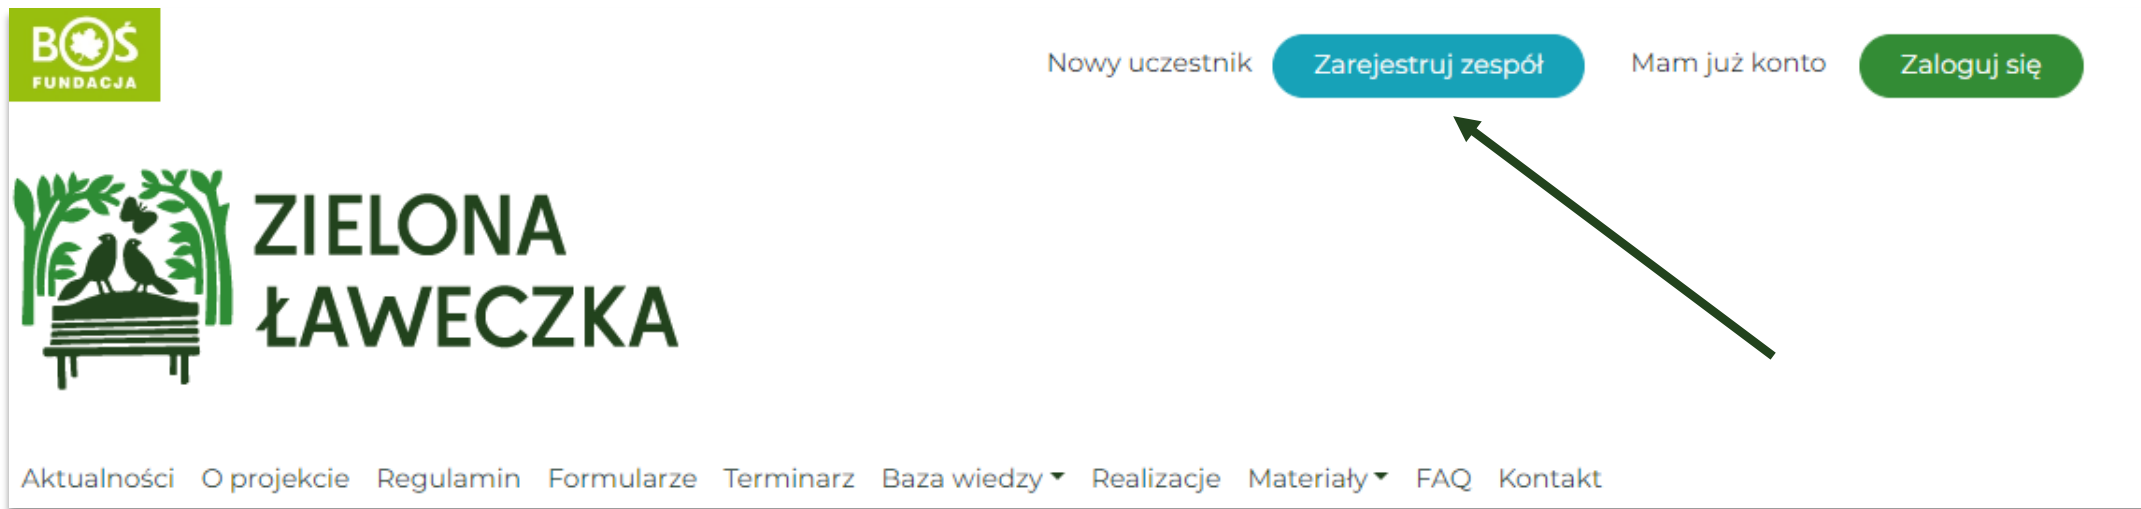 BOŚ
FUNDACJA
Nowy uczestnik Zarejestruj zespół Mam już konto Zaloguj się
ZIELONA
ŁAWECZKA
Aktualności O projekcie Regulamin Formularze Terminarz Baza wiedzy Realizacje Materiały FAQ Kontakt